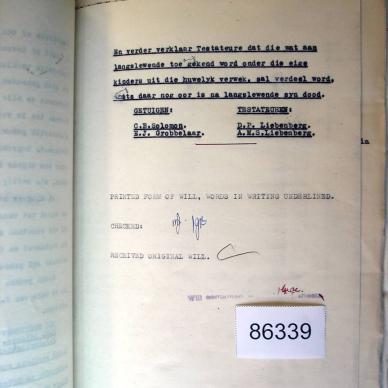 En verder verklaar Testateure dat die wat aan
langslewende toe gekend word onder die eige
kinders uit die huwelyk verwek, sal verdeel word,
daar nog oor is na langslewende syn dood.
GETUIGEN: TESTATEUREN:
C.B.Solomon. D.P. Liebenberg.
E.J. Grobbelaar. A.M.S.Liebenberg.
PRINTED FORM OF WILL, WORDS IN WRITING UNDERLINED.
CHECKED:
RECEIVED ORIGINAL WILL.
86339
in